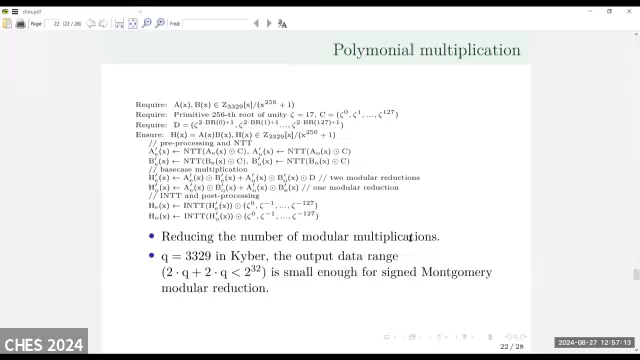 ches.pdf
Page: 22 (22 / 28)
Find:
Polymonial multiplication
Require: A(x), B(x) ∈ Z₃₃₂₉[x]/(x²⁵⁶ + 1)
Require: Primitive 256-th root of unity ζ = 17, C = (ζ⁰, ζ¹, ..., ζ¹²⁷)
Require: D = (ζ^{2·BR(0)+1}, ζ^{2·BR(1)+1}, ..., ζ^{2·BR(127)+1})
Ensure: H(x) = A(x)B(x), H(x) ∈ Z₃₃₂₉[x]/(x²⁵⁶ + 1)
// pre-processing and NTT
A′ₑ(x) ← NTT(Aₑ(x) ⊙ C), A′ₒ(x) ← NTT(Aₒ(x) ⊙ C)
B′ₑ(x) ← NTT(Bₑ(x) ⊙ C), B′ₒ(x) ← NTT(Bₒ(x) ⊙ C)
// basecase multiplication
H′ₑ(x) ← A′ₑ ⊙ B′ₑ(x) + A′ₒ ⊙ B′ₒ(x) ⊙ D // two modular reductions
H′ₒ(x) ← A′ₑ ⊙ B′ₒ(x) + A′ₒ ⊙ B′ₑ(x) // one modular reduction
// INTT and post-processing
Hₑ(x) ← INTT(H′ₑ(x)) ⊙ (ζ⁰, ζ⁻¹, ..., ζ⁻¹²⁷)
Hₒ(x) ← INTT(H′ₒ(x)) ⊙ (ζ⁰, ζ⁻¹, ..., ζ⁻¹²⁷)
• Reducing the number of modular multiplications.
• q = 3329 in Kyber, the output data range
(2 · q + 2 · q < 2³²) is small enough for signed Montgomery
modular reduction.
22 / 28
CHES 2024
2024-08-27 12:57:13